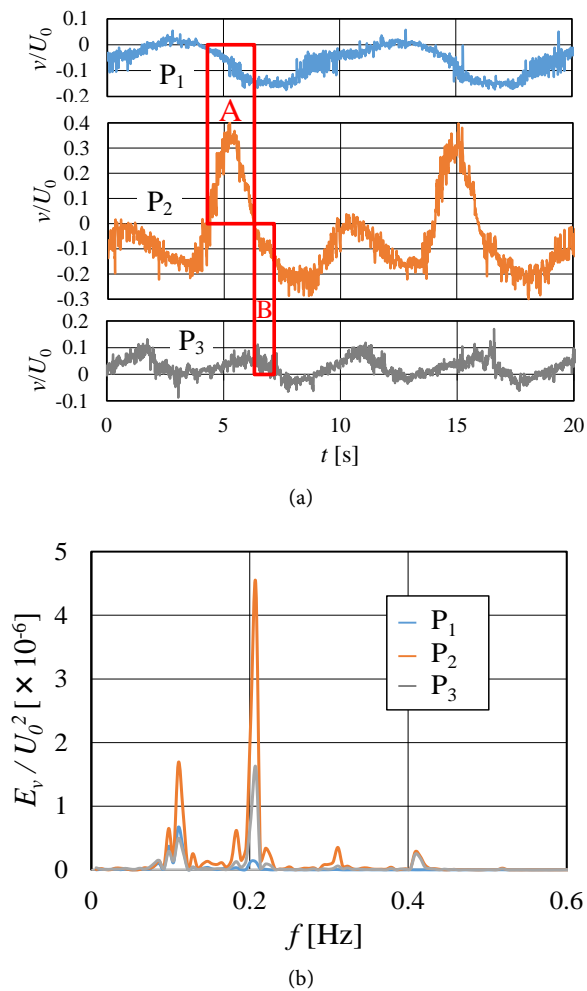 0.1
0
-0.1
-0.2
v/U0
P1
A
0.4
0.3
0.2
0.1
0
-0.1
-0.2
-0.3
v/U0
P2
B
0.2
0.1
0
-0.1
v/U0
P3
0 5 10 15 20
t [s]
(a)
5
4
3
2
1
0
Ev / U0² [ × 10⁻⁶]
P1
P2
P3
0 0.2 0.4 0.6
f [Hz]
(b)